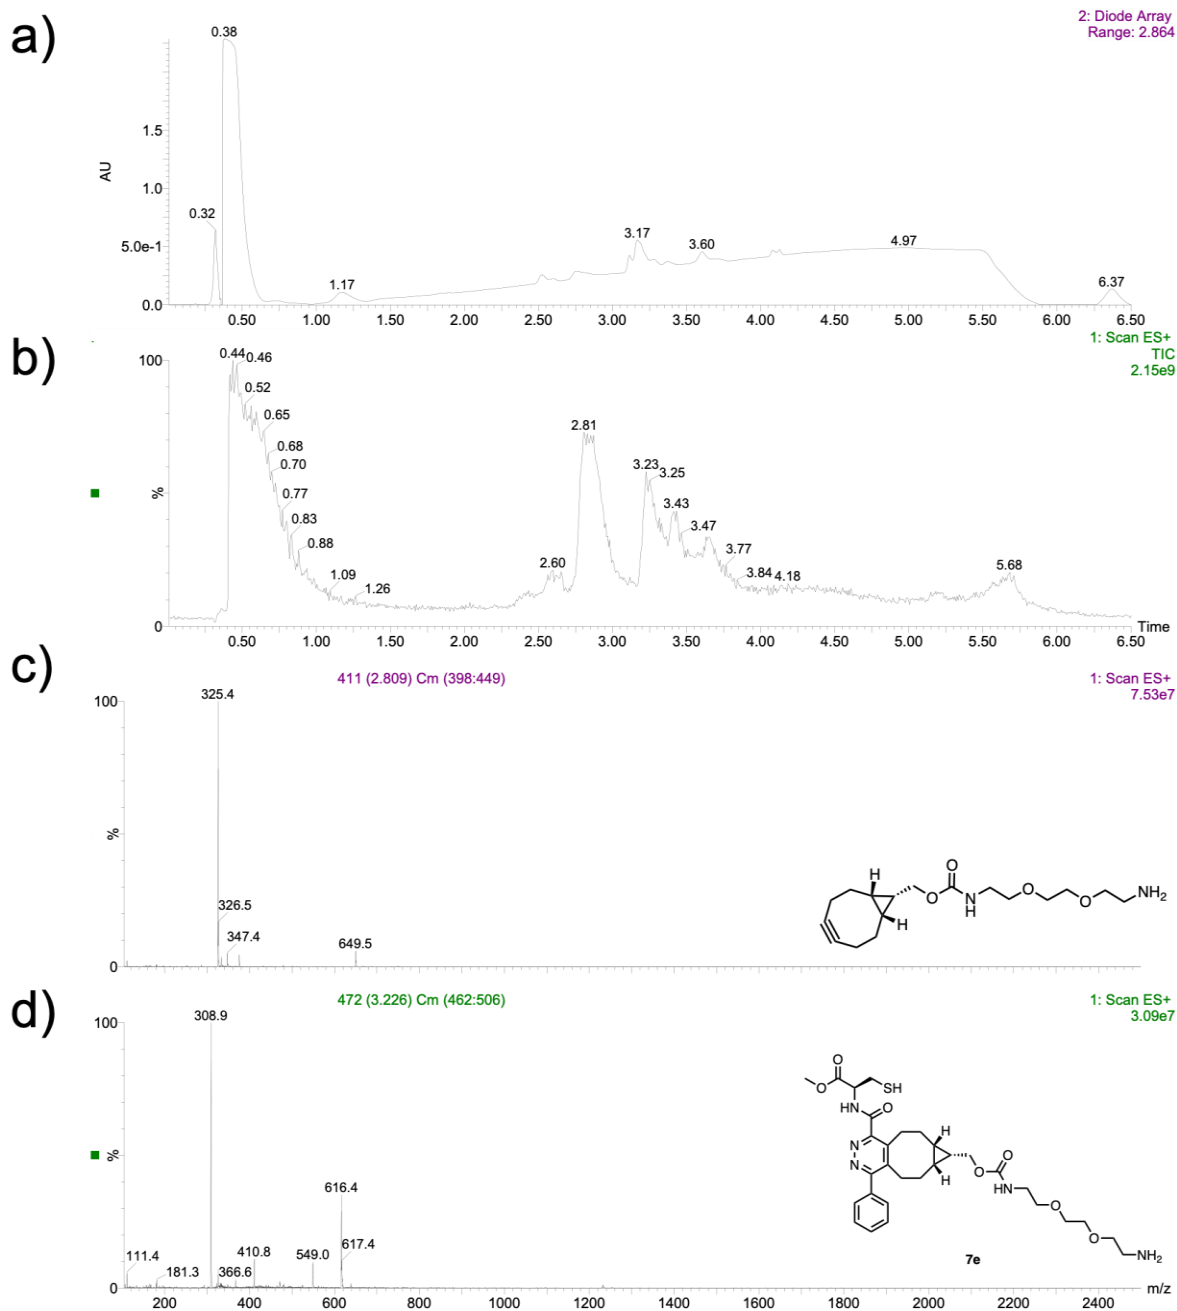 a)
2: Diode Array
Range: 2.864
0.38
1.5
AU
1.0
0.32
5.0e-1
3.17
3.60
4.97
1.17
6.37
0.0
0.50 1.00 1.50 2.00 2.50 3.00 3.50 4.00 4.50 5.00 5.50 6.00 6.50
b)
1: Scan ES+
TIC
2.15e9
100
0.44 0.46
0.52
0.65
0.68
0.70
0.77
0.83
0.88
1.09
1.26
2.60
2.81
3.23
3.25
3.43
3.47
3.77
3.84 4.18
5.68
%
0
Time
0.50 1.00 1.50 2.00 2.50 3.00 3.50 4.00 4.50 5.00 5.50 6.00 6.50
c)
411 (2.809) Cm (398:449)
1: Scan ES+
7.53e7
100
325.4
%
326.5
347.4
649.5
0
H
H
O
O
N
H
O
O
NH2
d)
472 (3.226) Cm (462:506)
1: Scan ES+
3.09e7
100
308.9
%
616.4
617.4
111.4
181.3
366.6
410.8
549.0
0
O
O
SH
HN
O
N
N
H
H
O
O
HN
O
O
NH2
7e
200 400 600 800 1000 1200 1400 1600 1800 2000 2200 2400
m/z